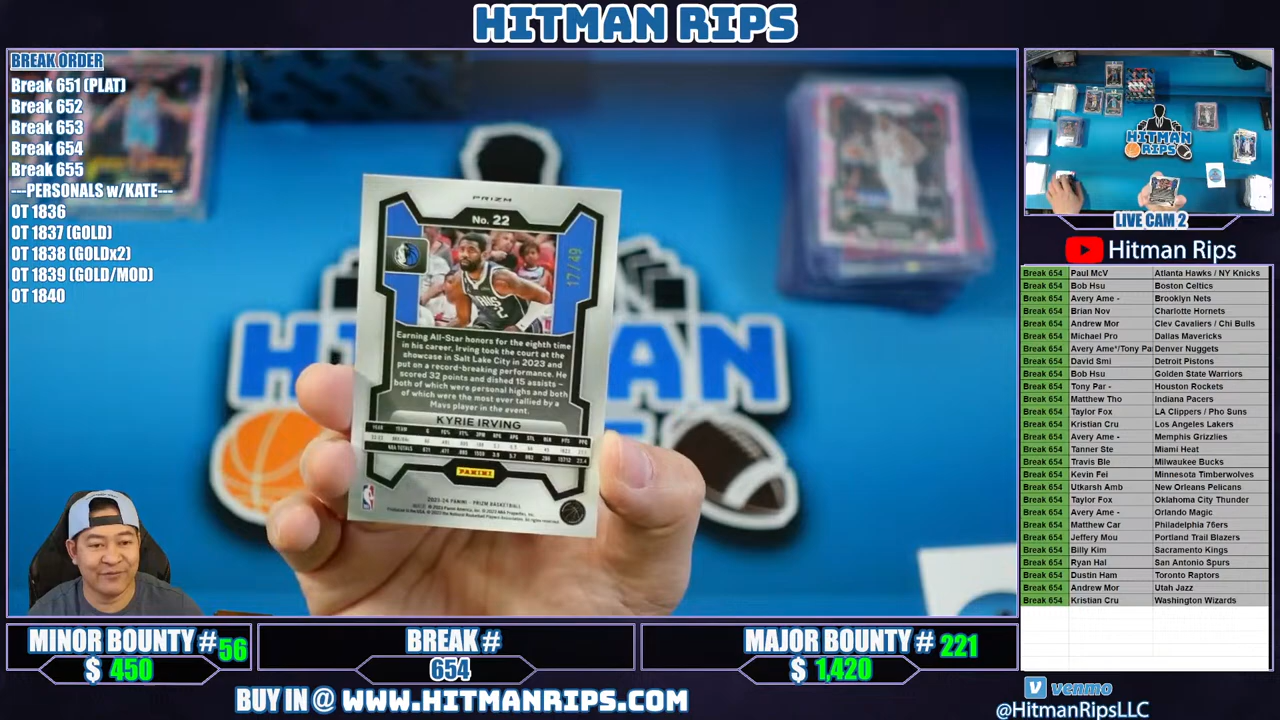 HITMAN RIPS
BREAK ORDER
Break 651 (PLAT)
Break 652
Break 653
Break 654
Break 655
---PERSONALS w/KATE---
OT 1836
OT 1837 (GOLD)
OT 1838 (GOLDx2)
OT 1839 (GOLD/MOD)
OT 1840
PRIZM
No. 22
17/49
Earning All-Star honors for the eighth time
in his career, Irving took the court at the
showcase in Salt Lake City in 2023 and
put on a record-breaking performance. He
scored 32 points and dished 15 assists –
both of which were personal highs and both
of which were the most ever tallied by a
Mavs player in the event.
KYRIE IRVING
NBA TOTALS
PANINI
2023-24 PANINI - PRIZM BASKETBALL
HITMAN
RIPS
LIVE CAM 2
Hitman Rips
Break 654 Paul McV Atlanta Hawks / NY Knicks
Break 654 Bob Hsu Boston Celtics
Break 654 Avery Ame - Brooklyn Nets
Break 654 Brian Nov Charlotte Hornets
Break 654 Andrew Mor Clev Cavaliers / Chi Bulls
Break 654 Michael Pro Dallas Mavericks
Break 654 Avery Ame*/Tony Pa Denver Nuggets
Break 654 David Smi Detroit Pistons
Break 654 Bob Hsu Golden State Warriors
Break 654 Tony Par - Houston Rockets
Break 654 Matthew Tho Indiana Pacers
Break 654 Taylor Fox LA Clippers / Pho Suns
Break 654 Kristian Cru Los Angeles Lakers
Break 654 Avery Ame - Memphis Grizzlies
Break 654 Tanner Ste Miami Heat
Break 654 Travis Ble Milwaukee Bucks
Break 654 Kevin Fei Minnesota Timberwolves
Break 654 Utkarsh Amb New Orleans Pelicans
Break 654 Taylor Fox Oklahoma City Thunder
Break 654 Avery Ame - Orlando Magic
Break 654 Matthew Car Philadelphia 76ers
Break 654 Jeffery Mou Portland Trail Blazers
Break 654 Billy Kim Sacramento Kings
Break 654 Ryan Hal San Antonio Spurs
Break 654 Dustin Ham Toronto Raptors
Break 654 Andrew Mor Utah Jazz
Break 654 Kristian Cru Washington Wizards
MINOR BOUNTY # 56
$ 450
BREAK #
654
MAJOR BOUNTY # 221
$ 1,420
BUY IN @ WWW.HITMANRIPS.COM
venmo
@HitmanRipsLLC